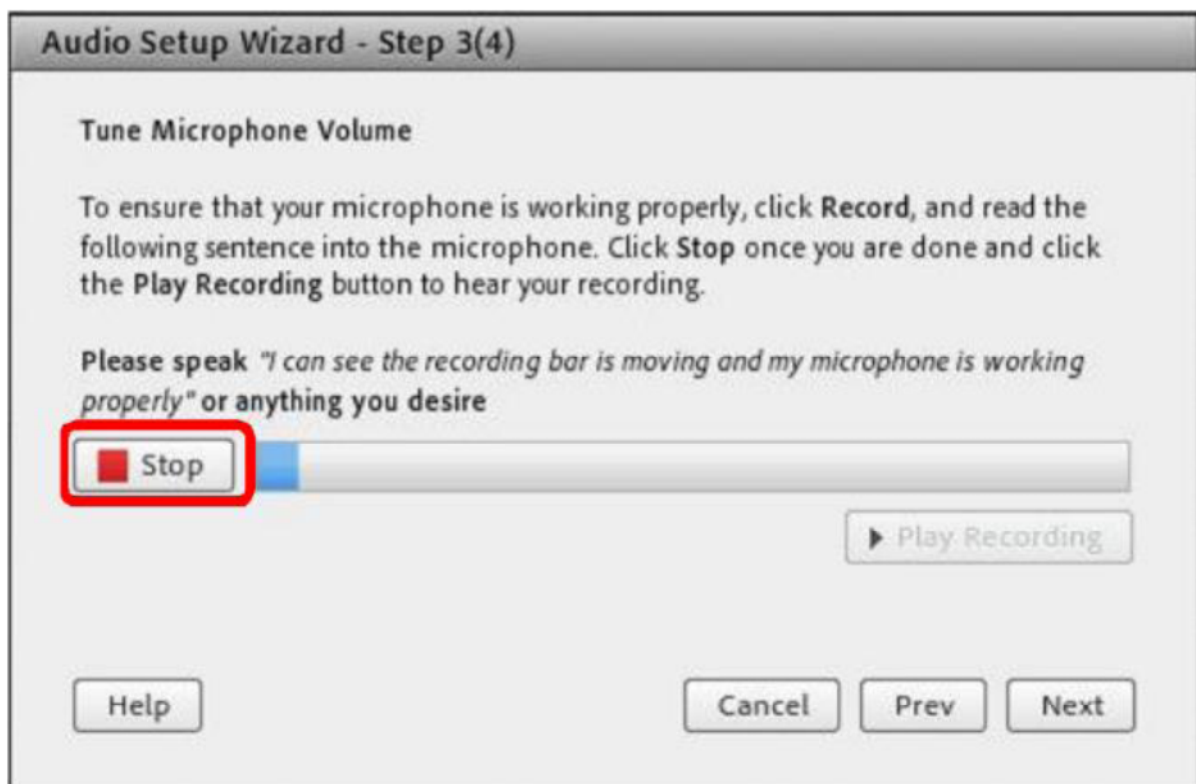 Audio Setup Wizard - Step 3(4)
Tune Microphone Volume
To ensure that your microphone is working properly, click Record, and read the
following sentence into the microphone. Click Stop once you are done and click
the Play Recording button to hear your recording.
Please speak "I can see the recording bar is moving and my microphone is working
properly" or anything you desire
Stop
Play Recording
Help Cancel Prev Next